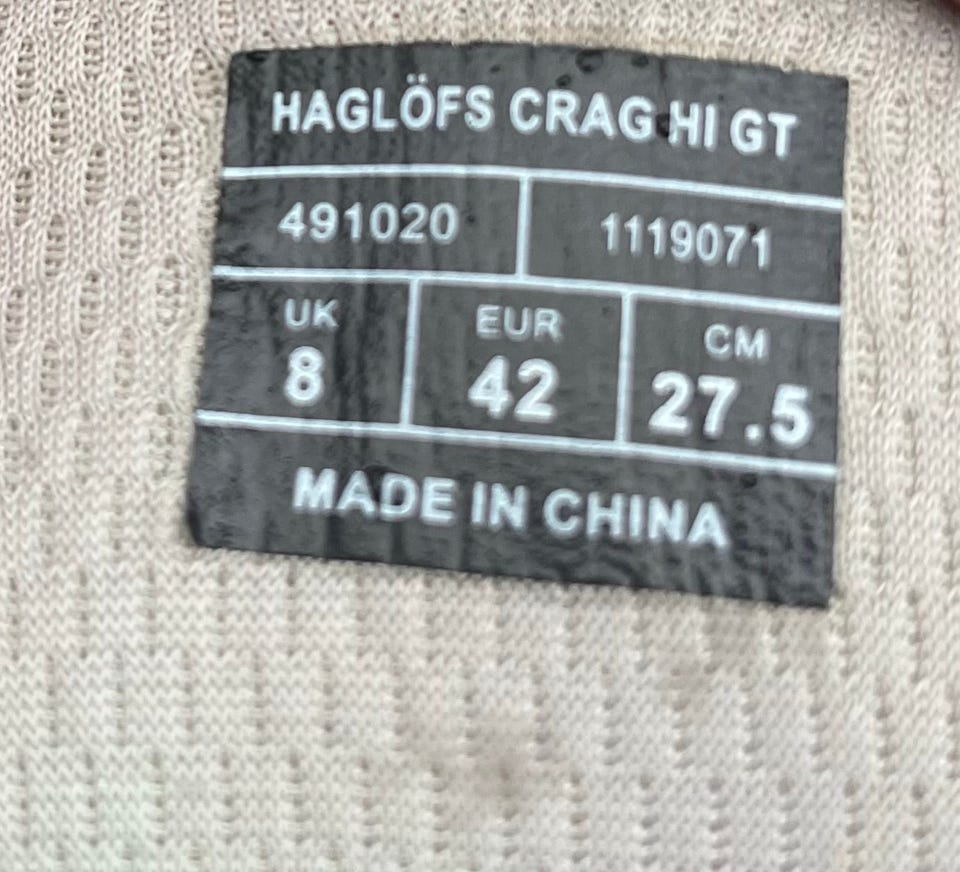 HAGLÖFS CRAG HI GT
491020 1119071
UK EUR CM
8 42 27.5
MADE IN CHINA